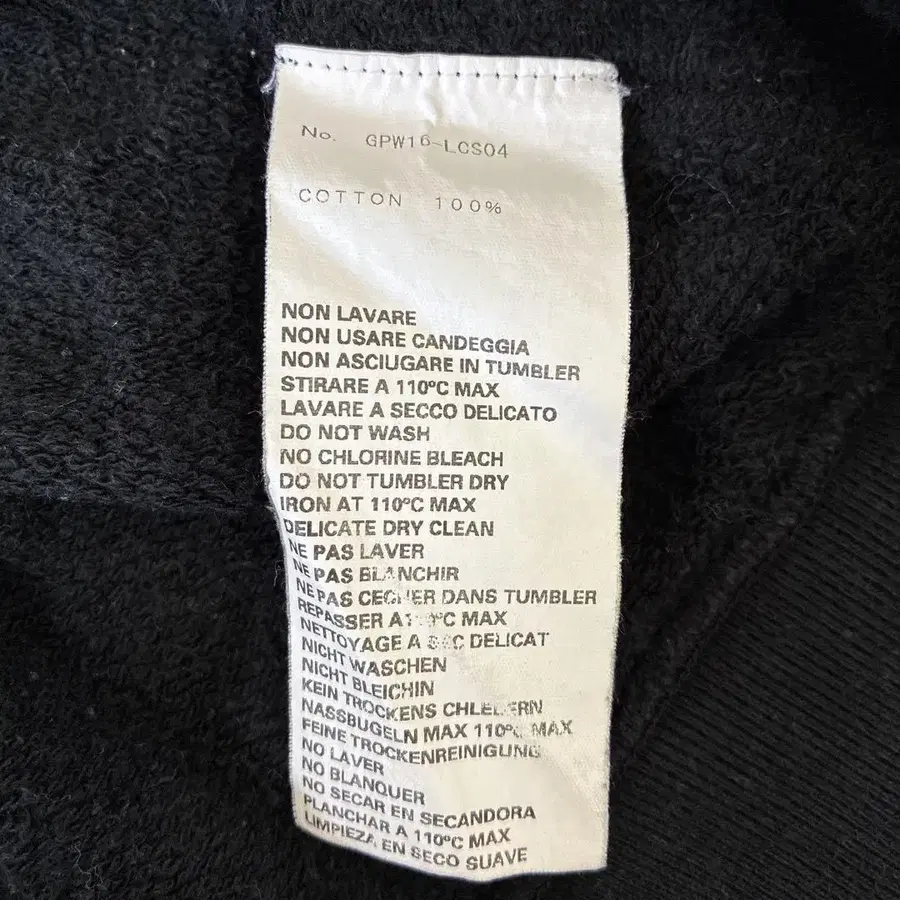 No. GPW16-LCS04
COTTON 100%
NON LAVARE
NON USARE CANDEGGIA
NON ASCIUGARE IN TUMBLER
STIRARE A 110ºC MAX
LAVARE A SECCO DELICATO
DO NOT WASH
NO CHLORINE BLEACH
DO NOT TUMBLER DRY
IRON AT 110ºC MAX
DELICATE DRY CLEAN
NE PAS LAVER
NE PAS BLANCHIR
NE PAS CECHER DANS TUMBLER
REPASSER A 110ºC MAX
NETTOYAGE A SEC DELICAT
NICHT WASCHEN
NICHT BLEICHIN
KEIN TROCKENS
NASSBUGELN MAX 110ºC MAX
FEINE TROCKENREINIGUNG
NO LAVER
NO BLANQUER
NO SECAR EN SECANDORA
PLANCHAR A 110ºC MAX
LIMPIEZA EN SECO SUAVE